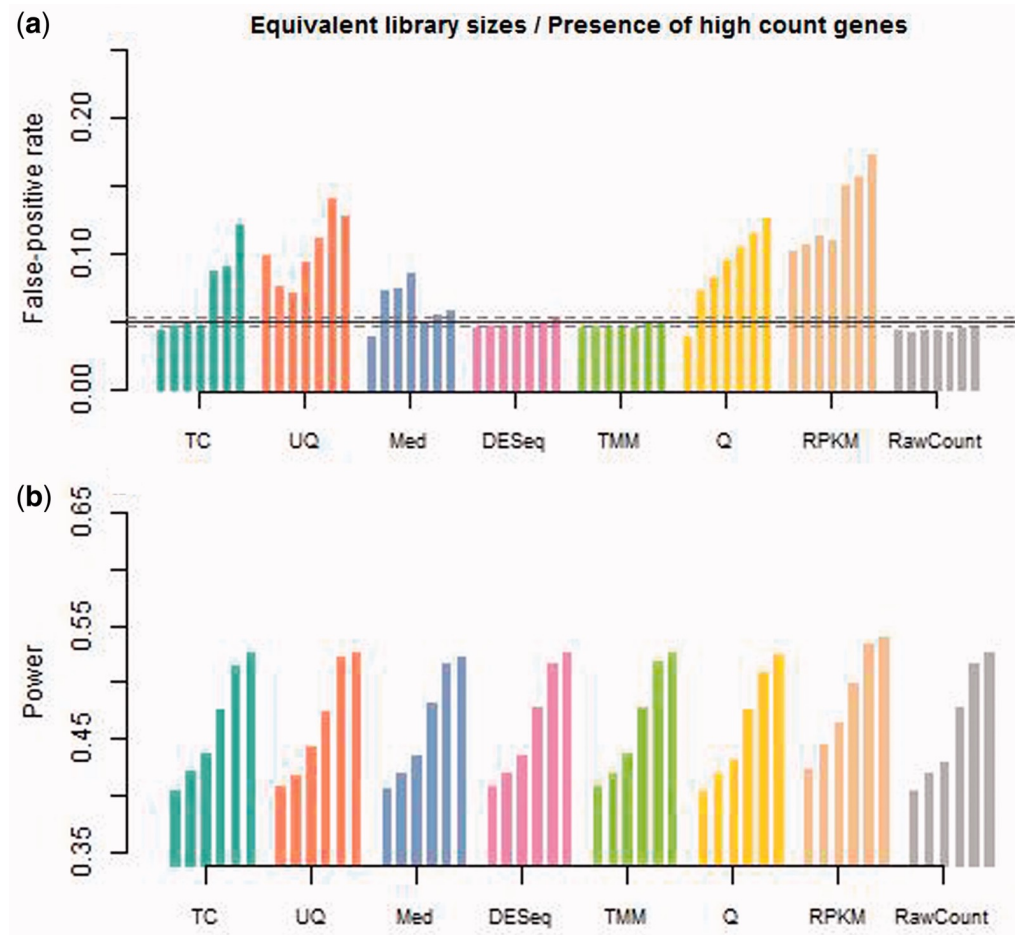 (a)
Equivalent library sizes / Presence of high count genes
False-positive rate
0.20
0.10
0.00
TC UQ Med DESeq TMM Q RPKM RawCount
(b)
Power
0.65
0.55
0.45
0.35
TC UQ Med DESeq TMM Q RPKM RawCount